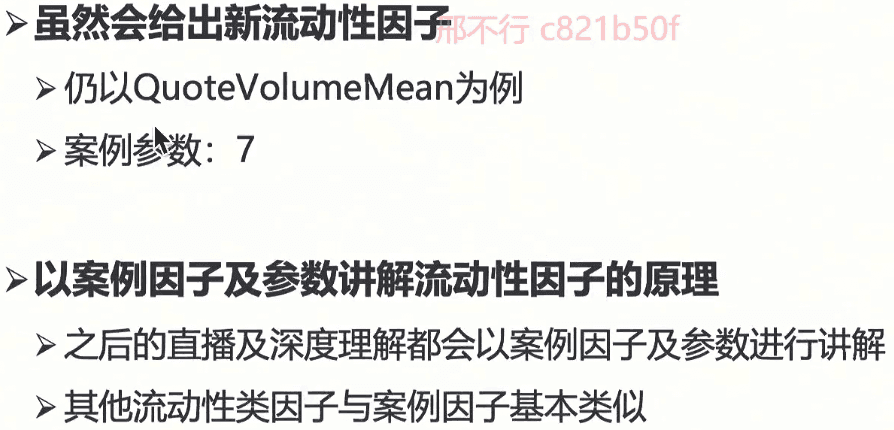 ➢虽然会给出新流动性因子
邢不行 c821b50f
➢仍以QuoteVolumeMean为例
➢案例参数：7
➢以案例因子及参数讲解流动性因子的原理
➢之后的直播及深度理解都会以案例因子及参数进行讲解
➢其他流动性类因子与案例因子基本类似